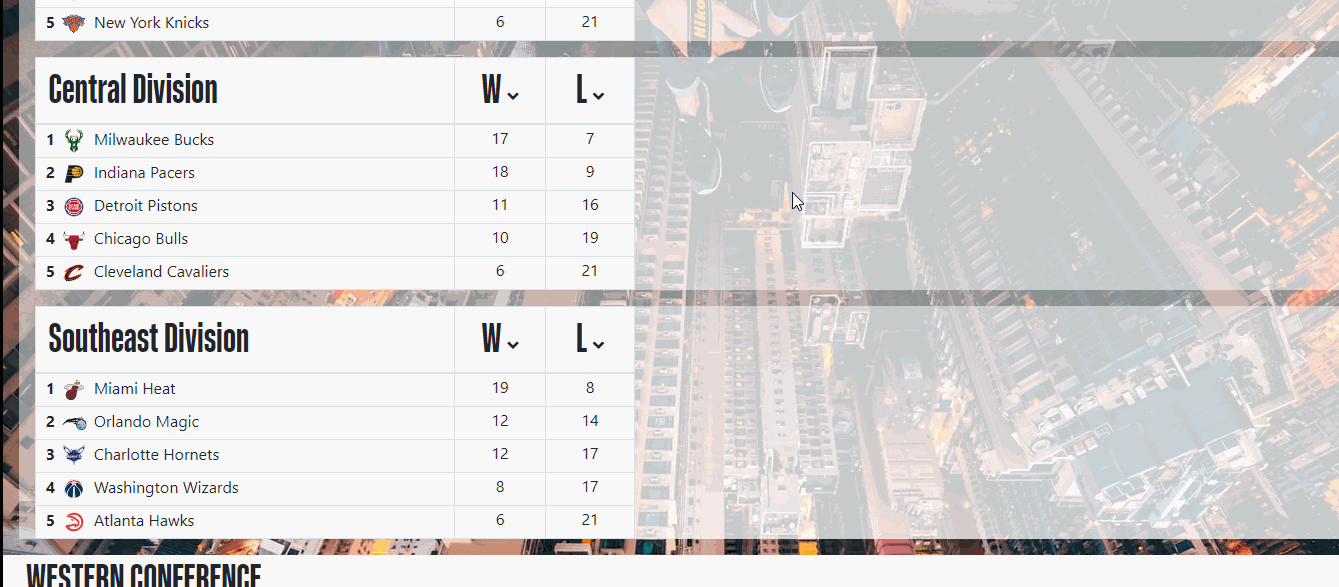 5 New York Knicks 6 21
Central Division W L
1 Milwaukee Bucks 17 7
2 Indiana Pacers 18 9
3 Detroit Pistons 11 16
4 Chicago Bulls 10 19
5 Cleveland Cavaliers 6 21
Southeast Division W L
1 Miami Heat 19 8
2 Orlando Magic 12 14
3 Charlotte Hornets 12 17
4 Washington Wizards 8 17
5 Atlanta Hawks 6 21
WESTERN CONFERENCE
Nikon